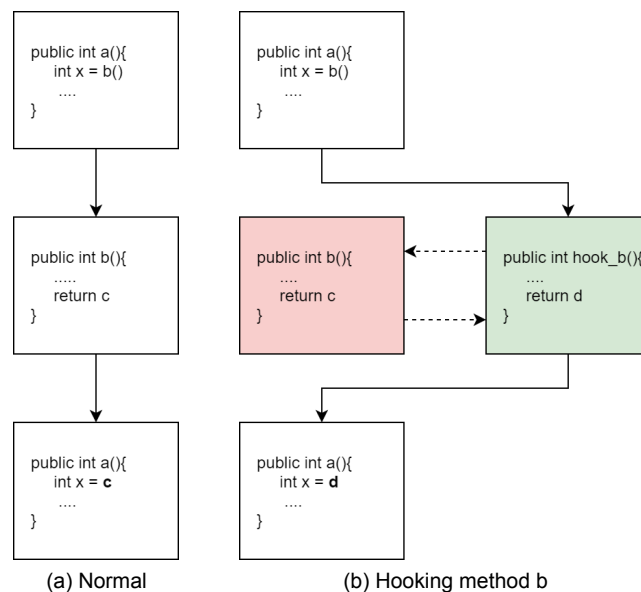 public int a(){
int x = b()
....
}
public int b(){
.....
return c
}
public int a(){
int x = c
....
}
(a) Normal
public int a(){
int x = b()
....
}
public int b(){
....
return c
}
public int hook_b(){
....
return d
}
public int a(){
int x = d
....
}
(b) Hooking method b